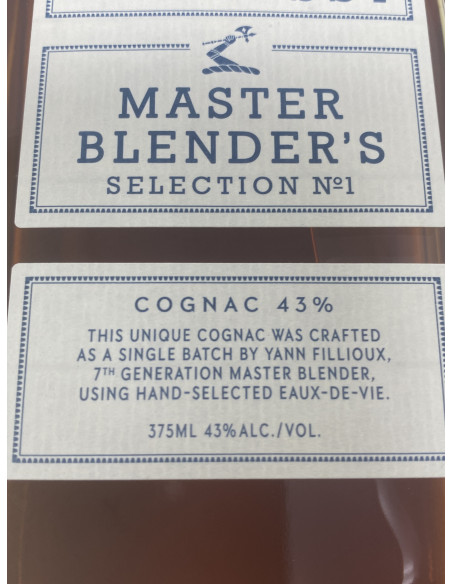 MASTER
BLENDER'S
SELECTION Nº1
COGNAC 43%
THIS UNIQUE COGNAC WAS CRAFTED
AS A SINGLE BATCH BY YANN FILLIOUX,
7TH GENERATION MASTER BLENDER,
USING HAND-SELECTED EAUX-DE-VIE.
375ML 43% ALC./VOL.